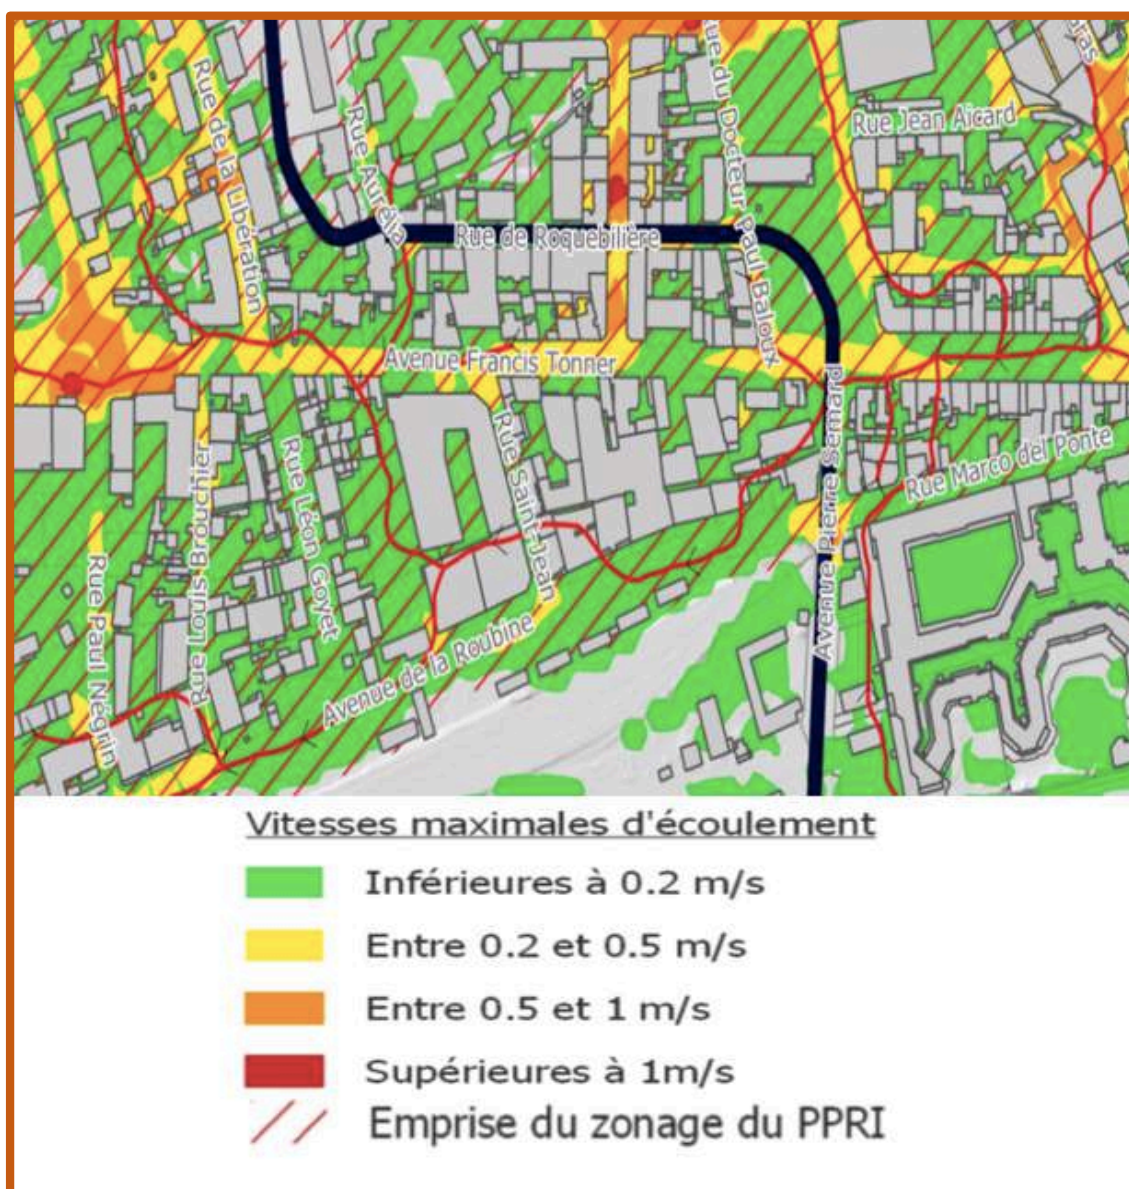 Rue de la Libération
Rue Aurélia
Rue du Docteur Paul Baloux
bras
Rue Jean Aicard
Rue de Roquebilière
Avenue Francis Tonner
Avenue Pierre Semard
Rue Marco del Ponte
Rue Saint-Jean
Rue Léon Goyet
Rue Louis Brouchier
Rue Paul Négrin
Avenue de la Roubine
Vitesses maximales d'écoulement
Inférieures à 0.2 m/s
Entre 0.2 et 0.5 m/s
Entre 0.5 et 1 m/s
Supérieures à 1m/s
Emprise du zonage du PPRI